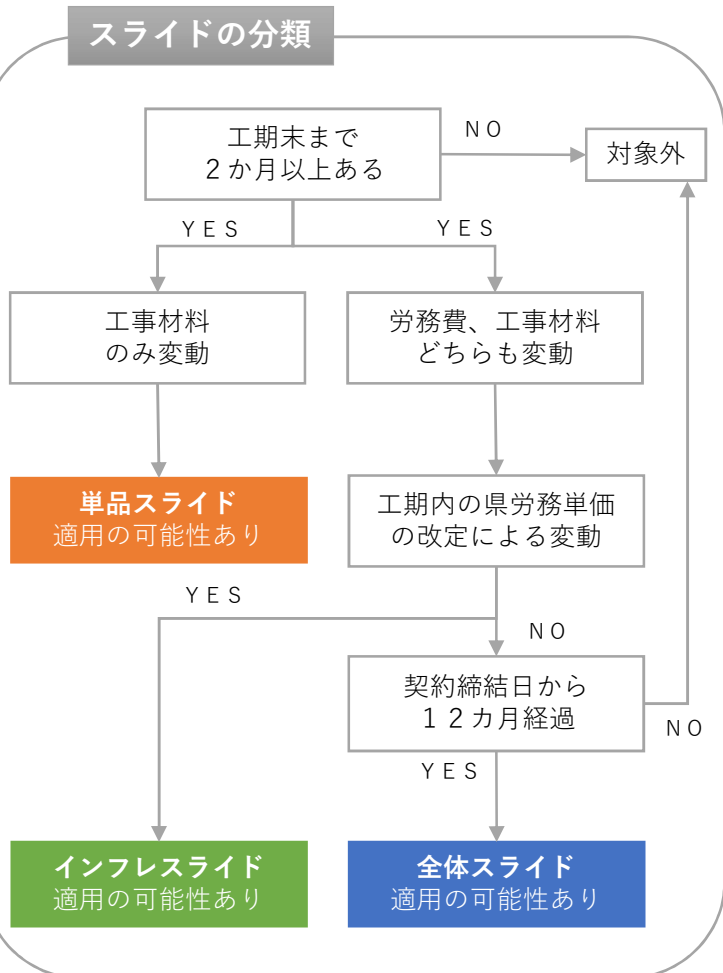 スライドの分類
工期末まで
２か月以上ある
ＮＯ
対象外
ＹＥＳ
ＹＥＳ
工事材料
のみ変動
労務費、工事材料
どちらも変動
単品スライド
適用の可能性あり
工期内の県労務単価
の改定による変動
ＹＥＳ
ＮＯ
契約締結日から
１２カ月経過
ＮＯ
ＹＥＳ
インフレスライド
適用の可能性あり
全体スライド
適用の可能性あり